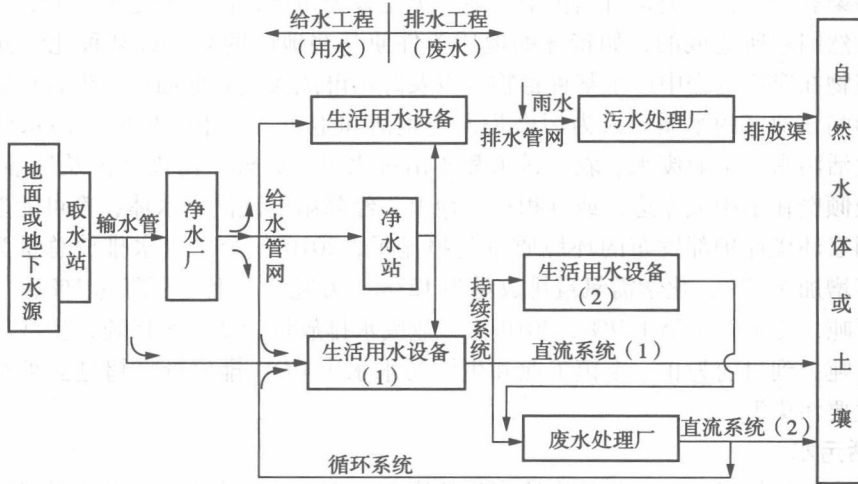 给水工程
(用水)
排水工程
(废水)
生活用水设备
雨水
排水管网
污水处理厂
排放渠
自然水体或土壤
地面或地下水源
取水站
输水管
净水厂
给水管网
净水站
持续系统
生活用水设备
(2)
生活用水设备
(1)
直流系统(1)
废水处理厂
直流系统(2)
循环系统